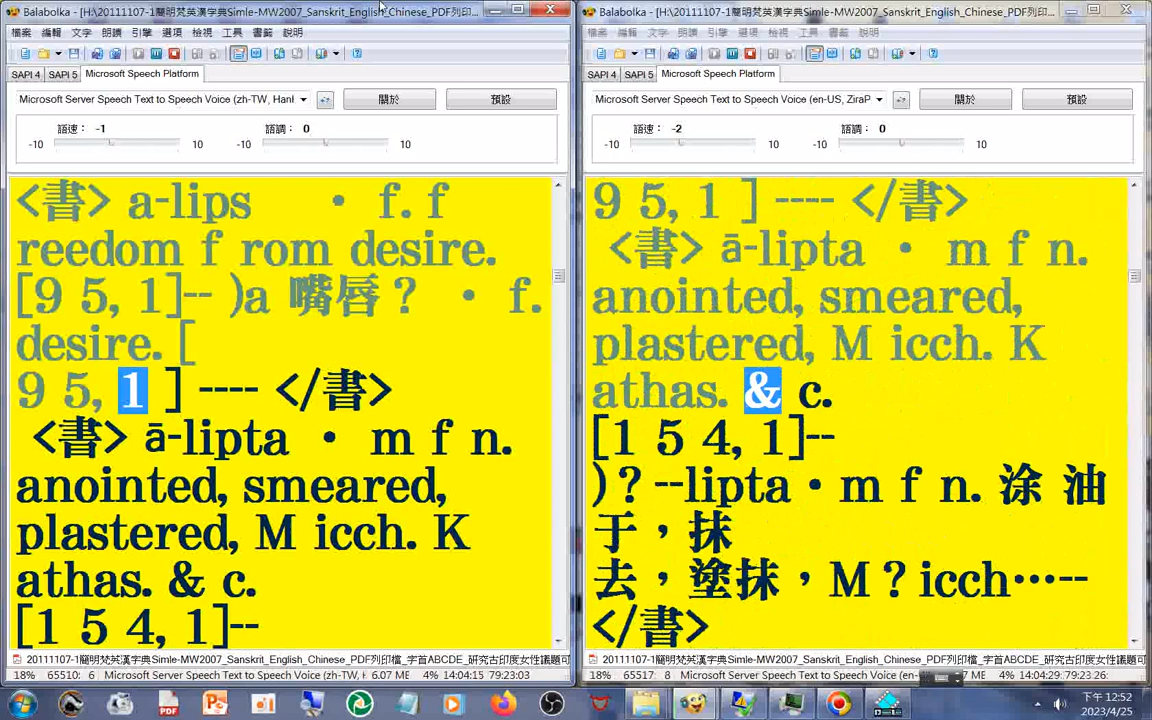 Balabolka - [H:\20111107-1簡明梵英漢字典Simle-MW2007_Sanskrit_English_Chinese_PDF列印...
檔案 編輯 文字 朗讀 引擎 選項 檢視 工具 書籤 說明
SAPI 4 SAPI 5 Microsoft Speech Platform
Microsoft Server Speech Text to Speech Voice (zh-TW, Hanl
關於 預設
語速： -1 語調： 0
-10 10 -10 10
<書> a-lips • f. f
reedom f rom desire.
[9 5, 1]-- )a 嘴唇？ • f.
desire. [
9 5, 1 ] ---- </書>
<書> ā-lipta • m f n.
anointed, smeared,
plastered, M icch. K
athas. & c.
[1 5 4, 1]--
20111107-1簡明梵英漢字典Simle-MW2007_Sanskrit_English_Chinese_PDF列印檔_字首ABCDE_研究古印度女性議題可
18% 65510: 6 Microsoft Server Speech Text to Speech Voice (zh-TW, 6.07 ME 4% 14:04:15 79:23:03
Balabolka - [H:\20111107-1簡明梵英漢字典Simle-MW2007_Sanskrit_English_Chinese_PDF列印...
檔案 編輯 文字 朗讀 引擎 選項 檢視 工具 書籤 說明
SAPI 4 SAPI 5 Microsoft Speech Platform
Microsoft Server Speech Text to Speech Voice (en-US, ZiraP
關於 預設
語速： -2 語調： 0
-10 10 -10 10
9 5, 1 ] ---- </書>
<書> ā-lipta • m f n.
anointed, smeared,
plastered, M icch. K
athas. & c.
[1 5 4, 1]--
)？--lipta•m f n. 涂 油
于，抹
去，塗抹，M？icch…--
</書>
20111107-1簡明梵英漢字典Simle-MW2007_Sanskrit_English_Chinese_PDF列印檔_字首ABCDE_研究古印度女性議題可
18% 65517: 8 Microsoft Server Speech Text to Speech Voice (en-US, 4% 14:04:29 79:23:26
下午 12:52
2023/4/25